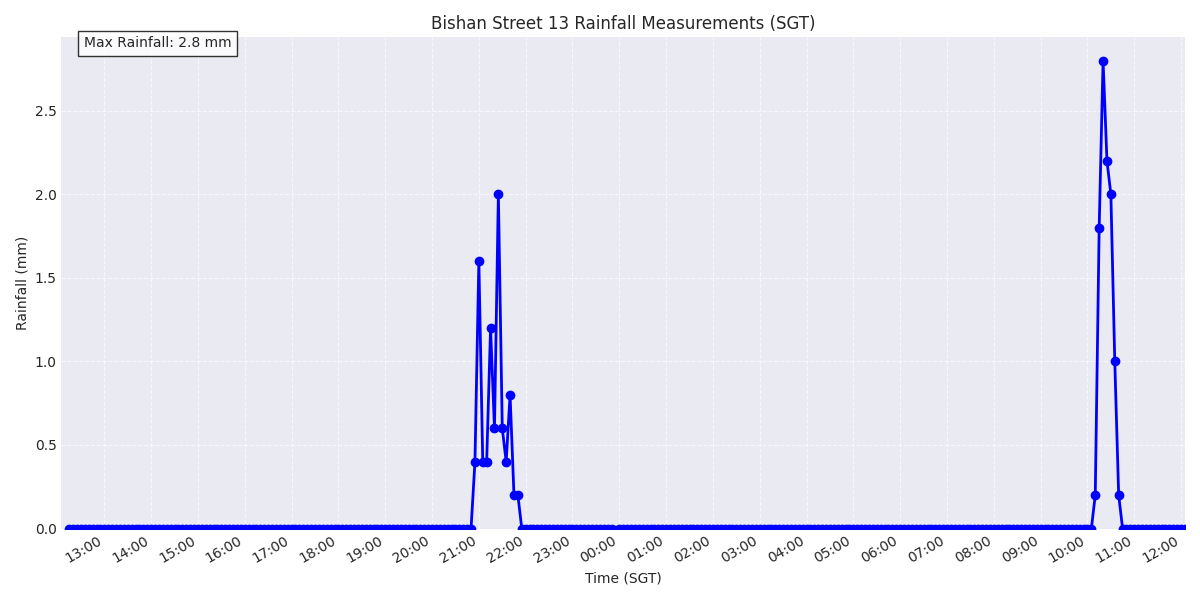 Bishan Street 13 Rainfall Measurements (SGT)
Max Rainfall: 2.8 mm
Rainfall (mm)
2.5
2.0
1.5
1.0
0.5
0.0
13:00 14:00 15:00 16:00 17:00 18:00 19:00 20:00 21:00 22:00 23:00 00:00 01:00 02:00 03:00 04:00 05:00 06:00 07:00 08:00 09:00 10:00 11:00 12:00
Time (SGT)